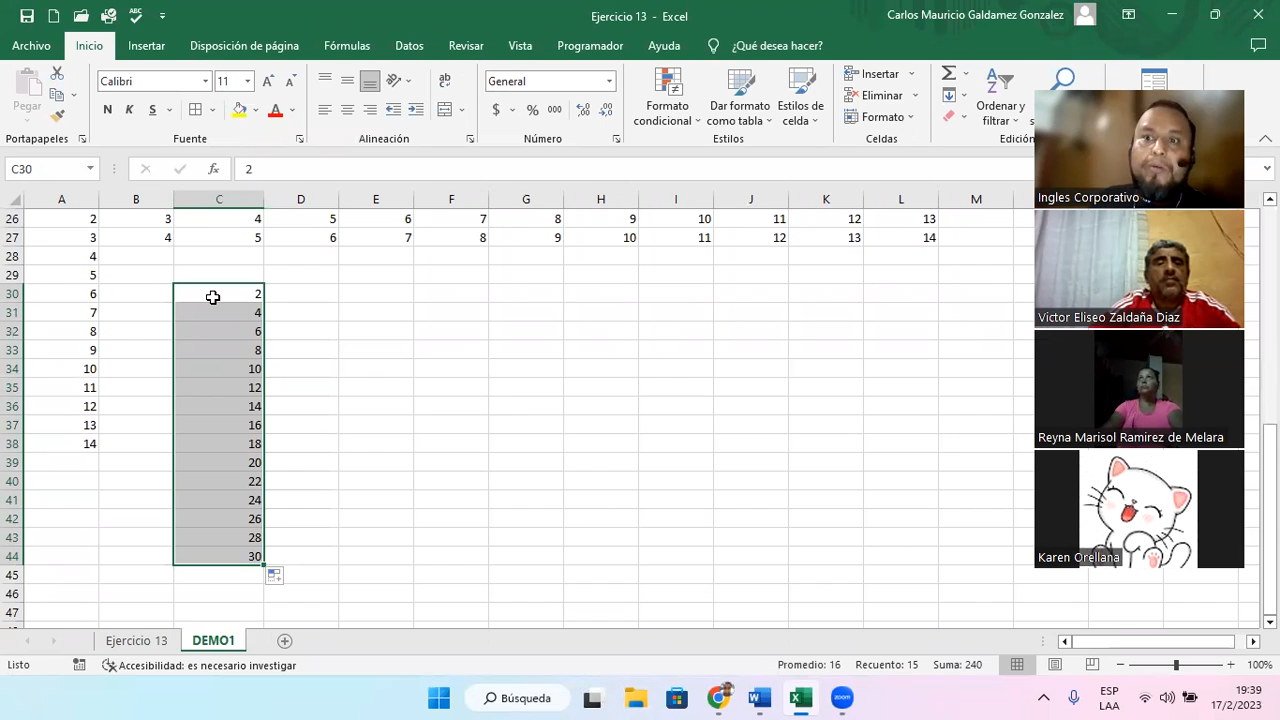 Ejercicio 13 - Excel
Carlos Mauricio Galdamez Gonzalez
Archivo Inicio Insertar Disposición de página Fórmulas Datos Revisar Vista Programador Ayuda ¿Qué desea hacer?
Pegar
Calibri 11
N K S
ab
General
$ % 000
Formato condicional
Dar formato como tabla
Estilos de celda
Insertar
Eliminar
Formato
Ordenar y filtrar
Portapapeles Fuente Alineación Número Estilos Celdas Edición
C30 fx 2
A B C D E F G H I J K L M
26 2 3 4 5 6 7 8 9 10 11 12 13
27 3 4 5 6 7 8 9 10 11 12 13 14
28 4
29 5
30 6 2
31 7 4
32 8 6
33 9 8
34 10 10
35 11 12
36 12 14
37 13 16
38 14 18
39 20
40 22
41 24
42 26
43 28
44 30
45
46
47
Ingles Corporativo
Victor Eliseo Zaldaña Diaz
Reyna Marisol Ramirez de Melara
Karen Orellana
Ejercicio 13 DEMO1
Listo Accesibilidad: es necesario investigar Promedio: 16 Recuento: 15 Suma: 240 100%
Búsqueda
zoom
ESP
LAA
19:39
17/2/2023